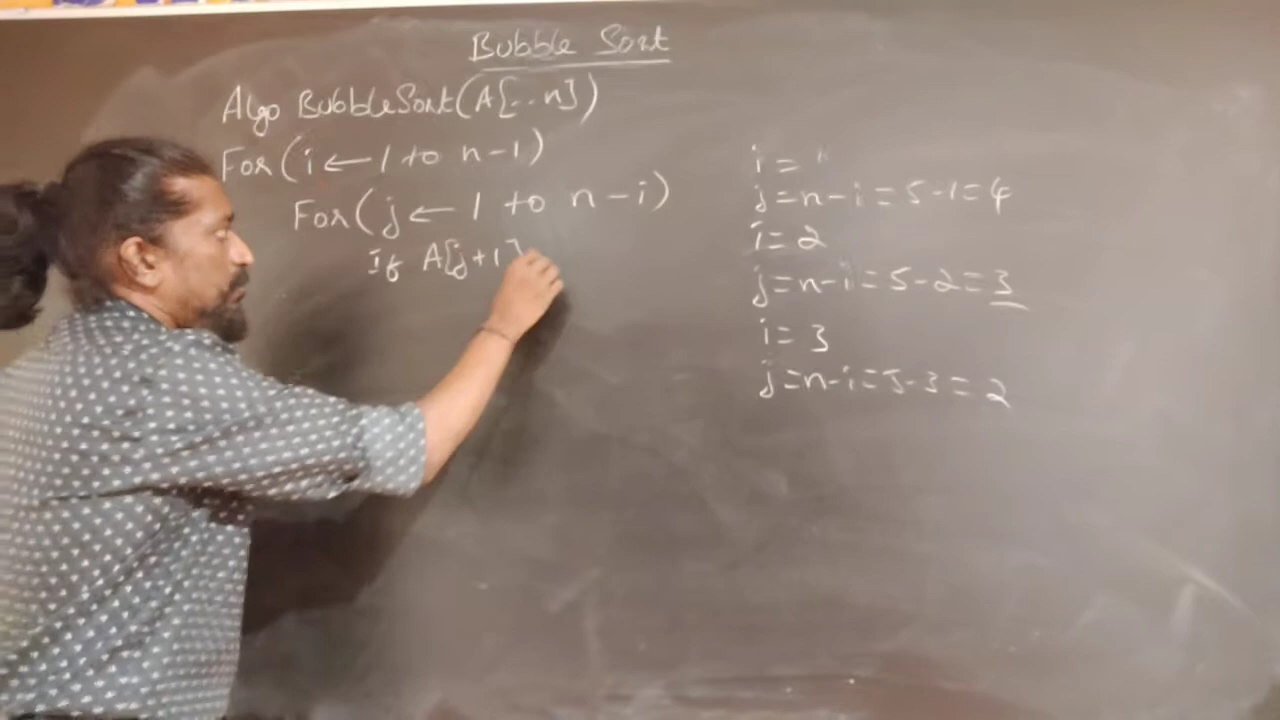 Bubble Sort
Algo BubbleSort(A[..n])
For(i ← 1 to n-1)
For(j ← 1 to n-i)
If A[j+1]
i = 1
j = n-i = 5-1 = 4
i = 2
j = n-i = 5-2 = 3
i = 3
j = n-i = 5-3 = 2